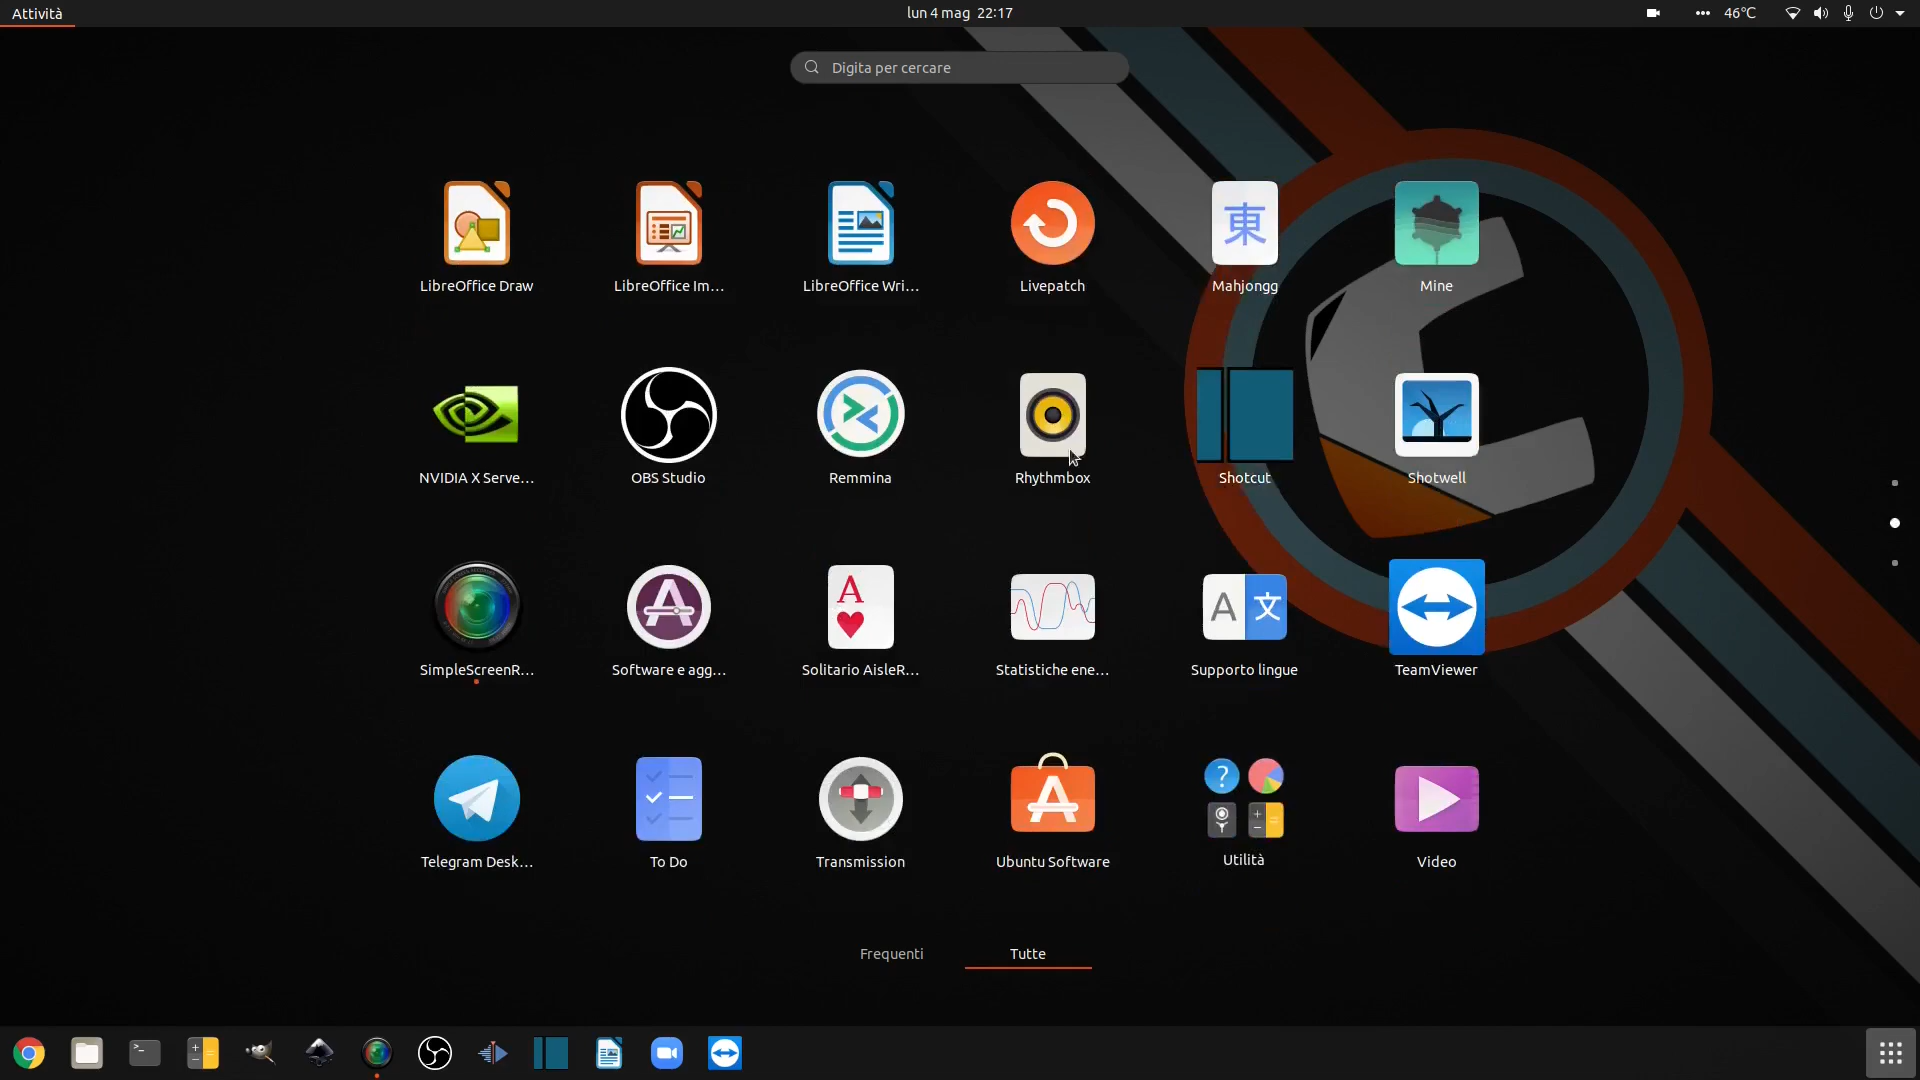 Attività
lun 4 mag 22:17
46°C
Digita per cercare
LibreOffice Draw
LibreOffice Im…
LibreOffice Wri…
Livepatch
東
Mahjongg
Mine
NVIDIA X Serve…
OBS Studio
Remmina
Rhythmbox
Shotcut
Shotwell
SimpleScreenR…
Software e agg…
A
Solitario AisleR…
Statistiche ene…
A 文
Supporto lingue
TeamViewer
Telegram Desk…
To Do
Transmission
Ubuntu Software
?
Utilità
Video
Frequenti
Tutte